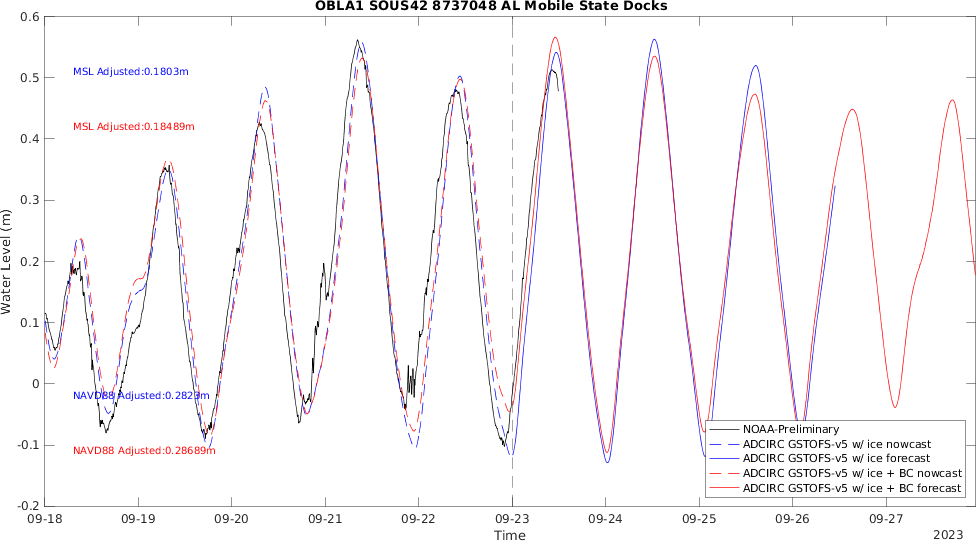 OBLA1 SOUS42 8737048 AL Mobile State Docks
0.6
0.5
0.4
0.3
0.2
0.1
0
-0.1
-0.2
Water Level (m)
MSL Adjusted:0.1803m
MSL Adjusted:0.18489m
NAVD88 Adjusted:0.2823m
NAVD88 Adjusted:0.28689m
NOAA-Preliminary
ADCIRC GSTOFS-v5 w/ ice nowcast
ADCIRC GSTOFS-v5 w/ ice forecast
ADCIRC GSTOFS-v5 w/ ice + BC nowcast
ADCIRC GSTOFS-v5 w/ ice + BC forecast
09-18 09-19 09-20 09-21 09-22 09-23 09-24 09-25 09-26 09-27
Time
2023